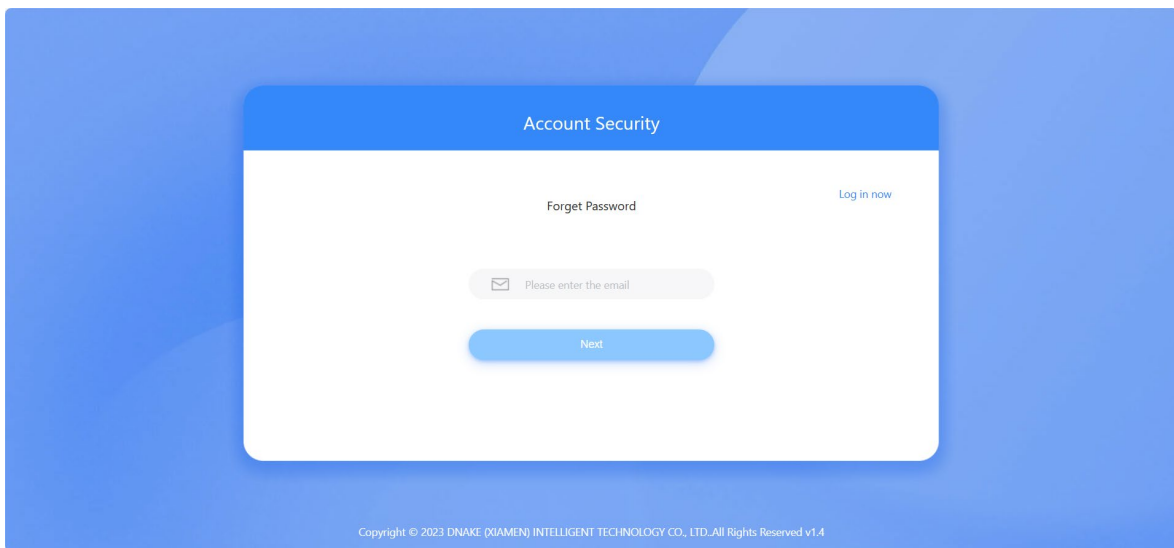 Account Security
Log in now
Forget Password
Please enter the email
Next
Copyright © 2023 DNAKE (XIAMEN) INTELLIGENT TECHNOLOGY CO., LTD..All Rights Reserved v1.4